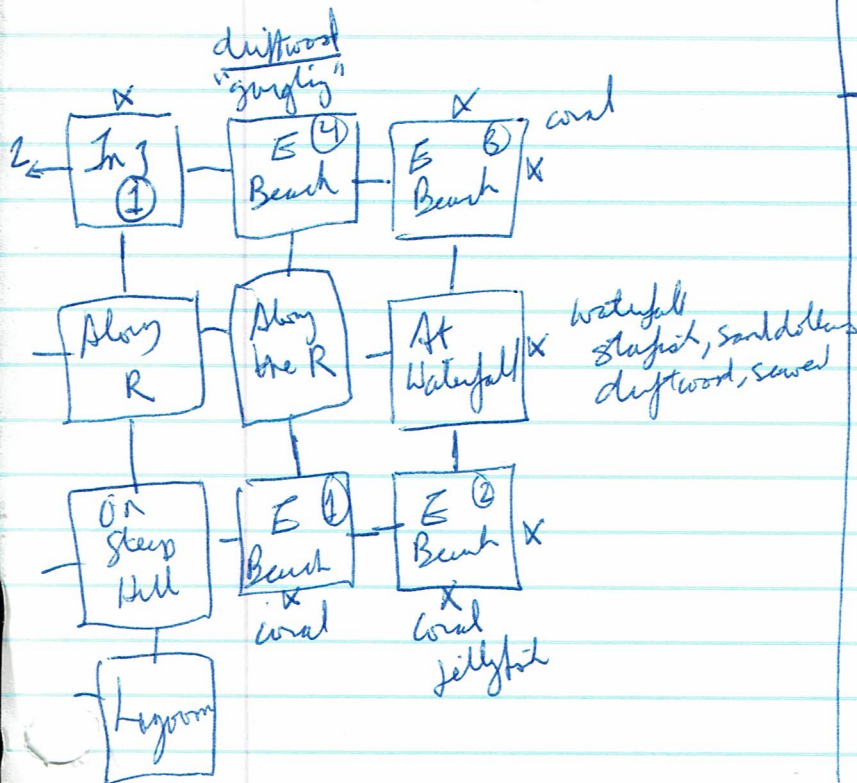 driftwood
"gurgling"
X
X
coral
2
In J
1
E 4
Beach
E 3
Beach
X
Along
R
Along
the R
At
Waterfall
X
waterfall
starfish, sanddollars
driftwood,
On
Steep
Hill
E 1
Beach
X
coral
E 2
Beach
X
X
Coral
Jellyfish
Lagoon